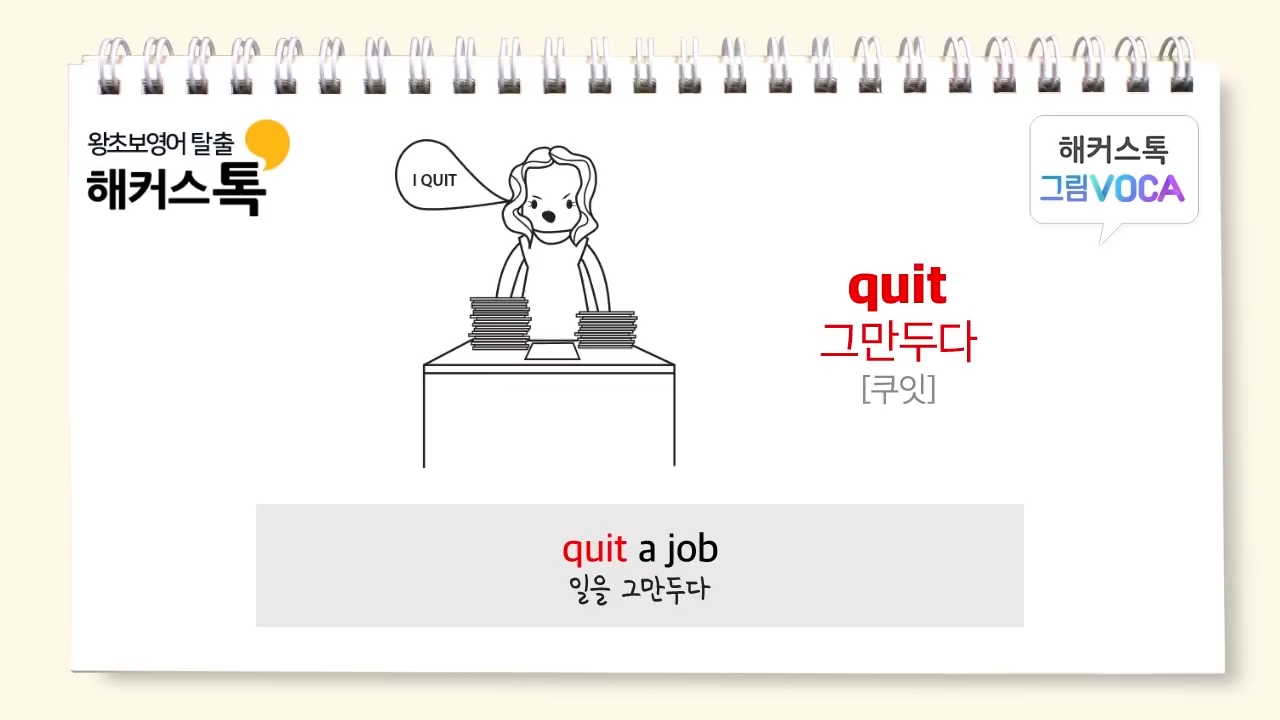 왕초보영어 탈출
해커스톡
I QUIT
해커스톡
그림VOCA
quit
그만두다
[쿠잇]
quit a job
일을 그만두다